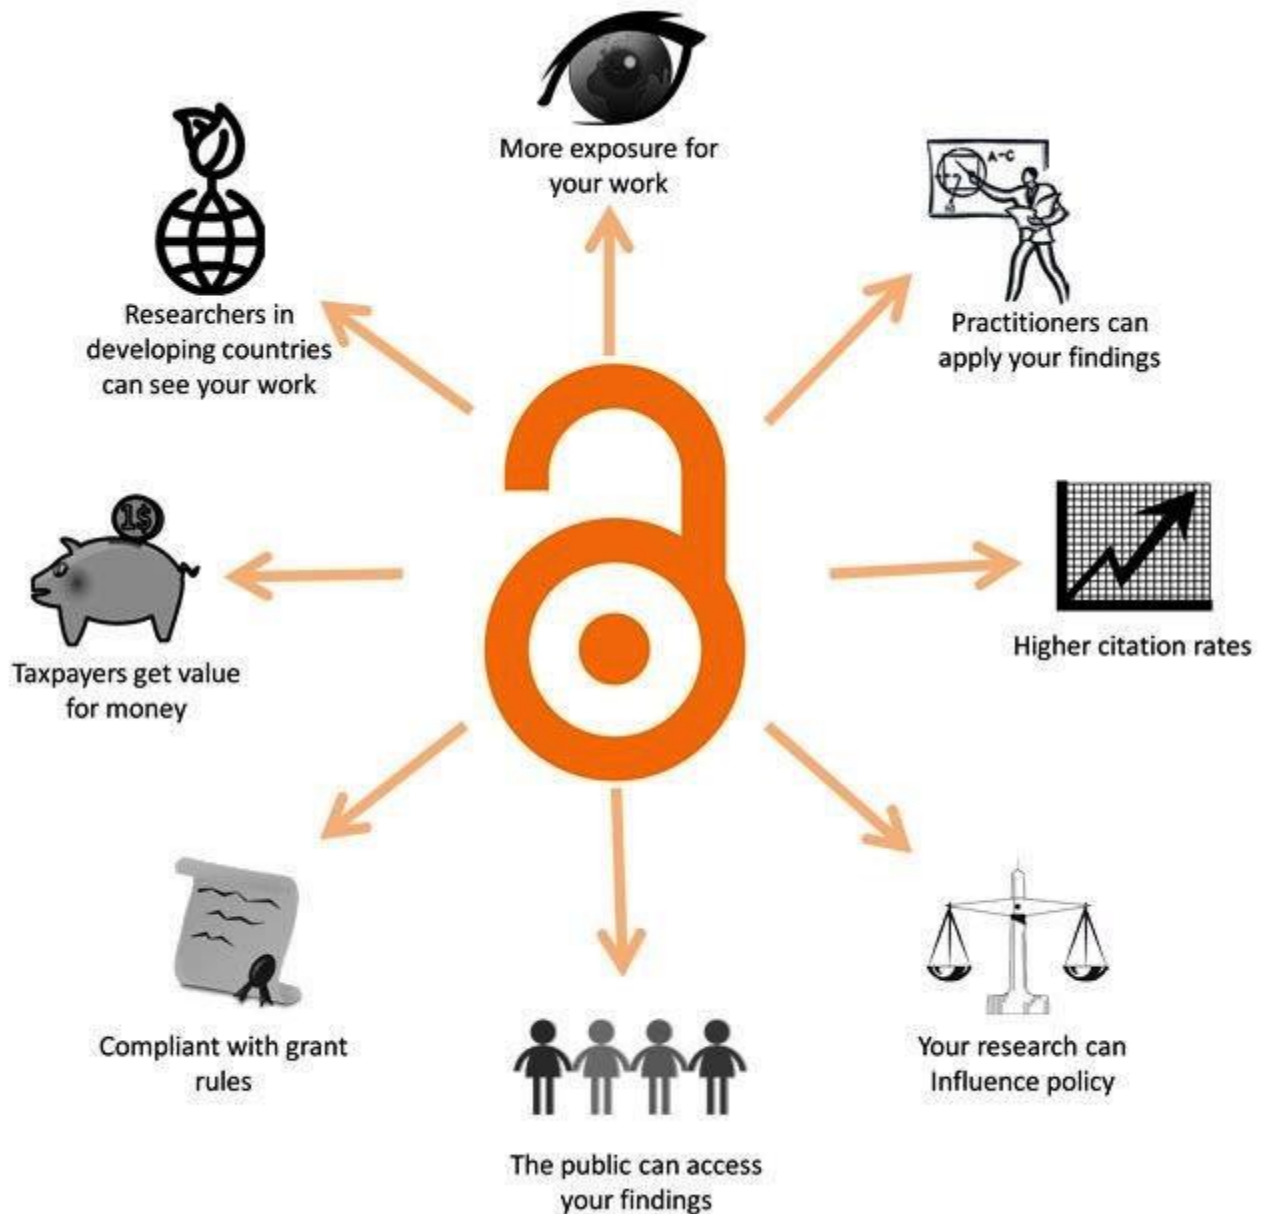 More exposure for
your work
A-C
Practitioners can
apply your findings
Higher citation rates
Your research can
Influence policy
The public can access
your findings
Compliant with grant
rules
1$
Taxpayers get value
for money
Researchers in
developing countries
can see your work